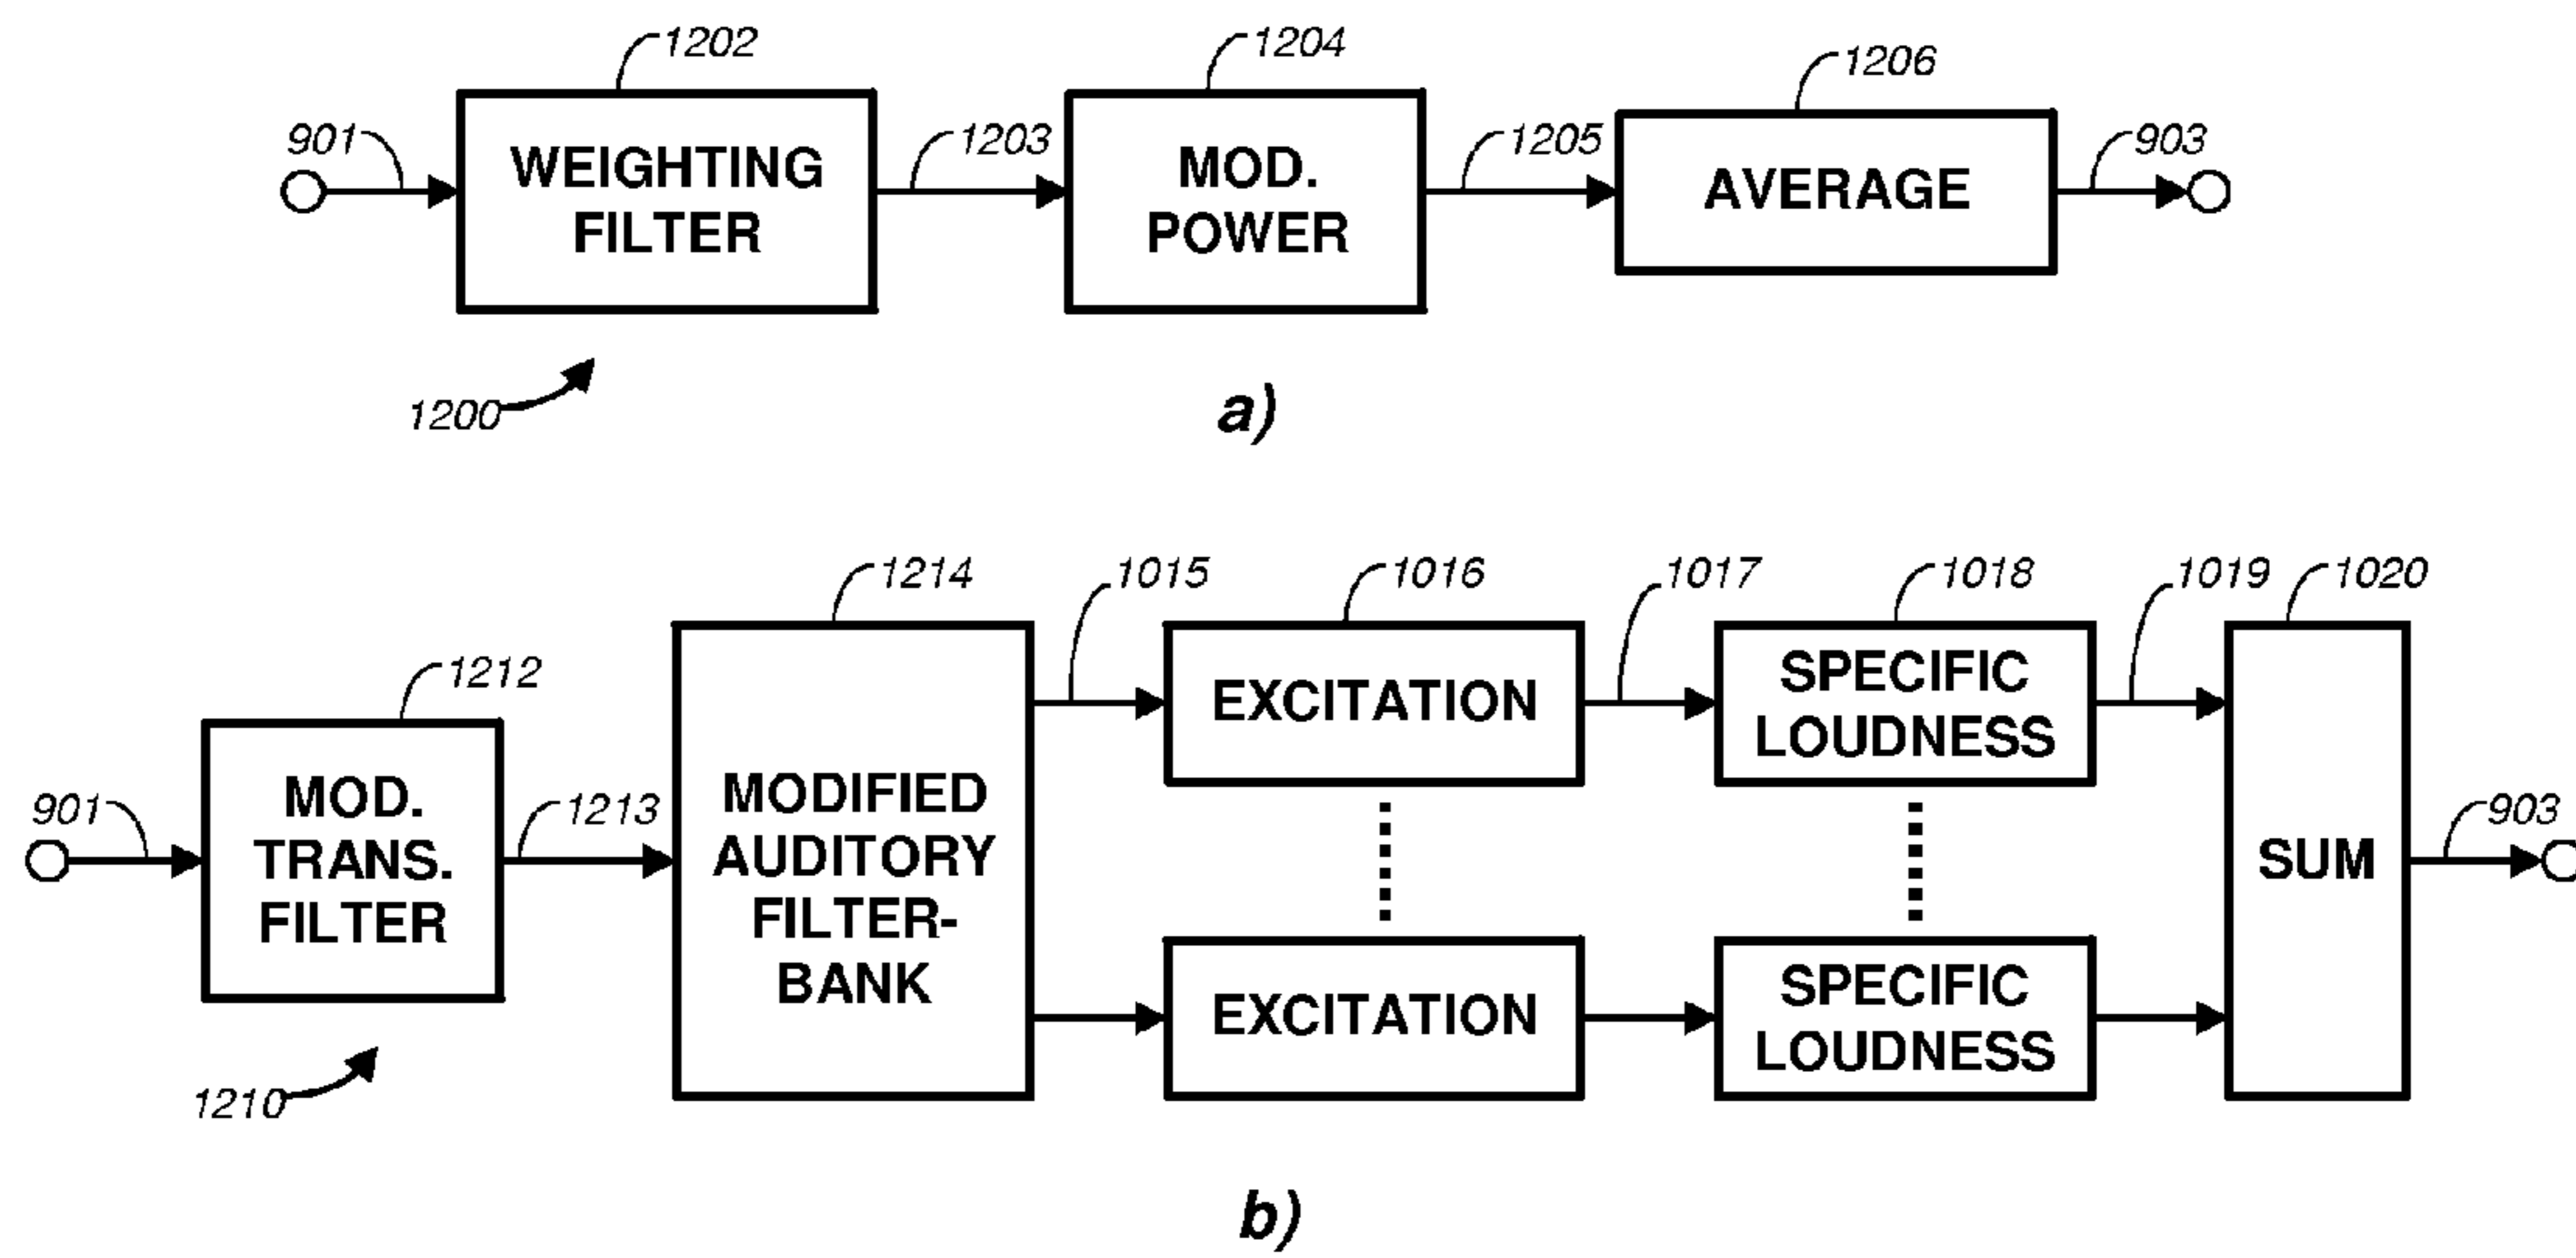 1202
1204
1206
901
WEIGHTING
FILTER
1203
MOD.
POWER
1205
AVERAGE
903
1200
a)
1214
1015
1016
1017
1018
1019
1020
1212
901
MOD.
TRANS.
FILTER
1213
MODIFIED
AUDITORY
FILTER-
BANK
EXCITATION
SPECIFIC
LOUDNESS
SUM
903
EXCITATION
SPECIFIC
LOUDNESS
1210
b)